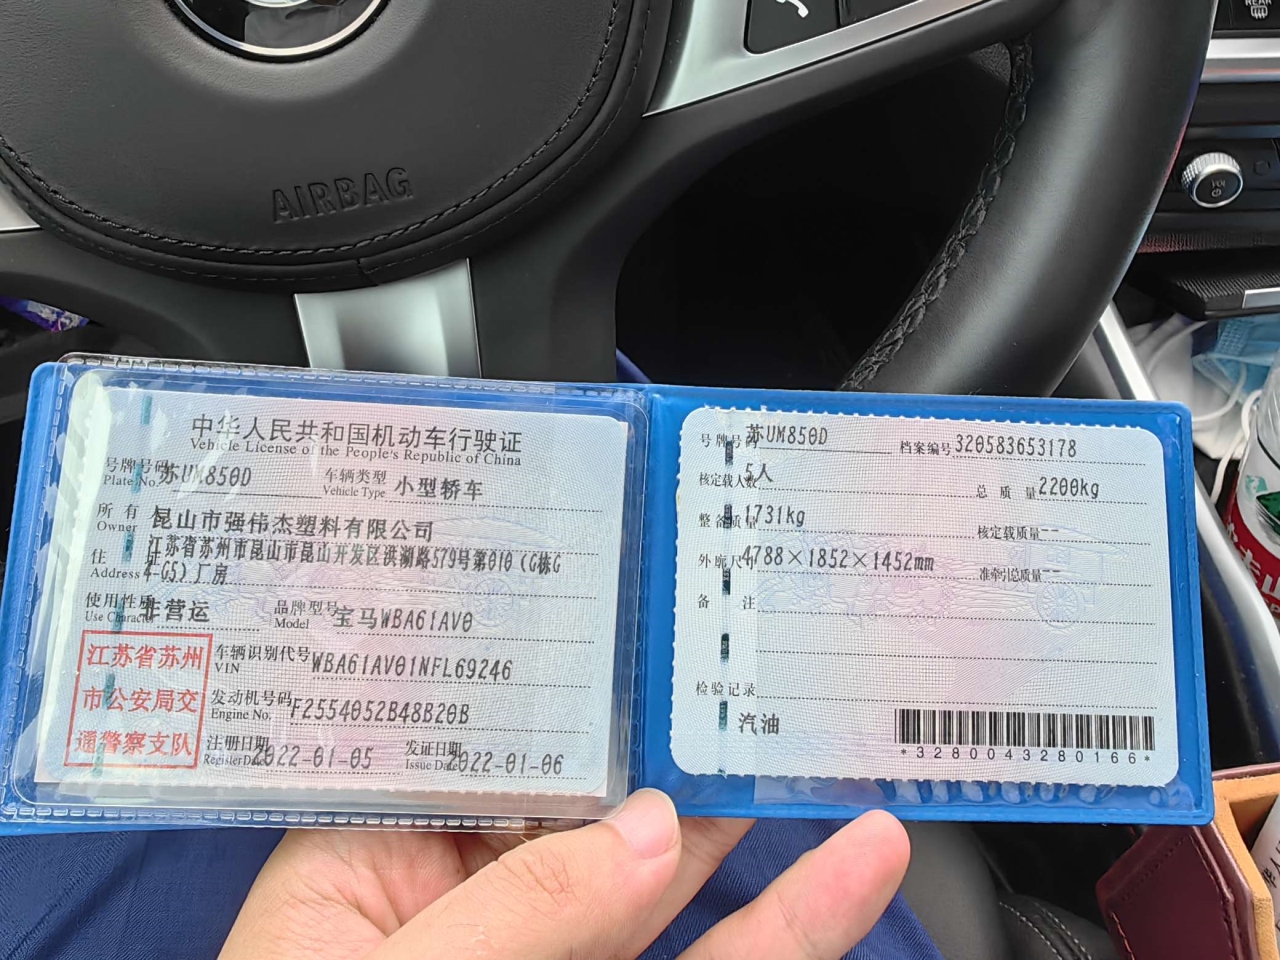 REAR
VOL
AIRBAG
中华人民共和国机动车行驶证
Vehicle License of the People's Republic of China
号牌号码 苏UM850D 车辆类型 小型轿车
Plate No. Vehicle Type
所有 昆山市强伟杰塑料有限公司
Owner
住 江苏省苏州市昆山市昆山开发区洪湖路579号第010（G栋G
Address 4-G5）厂房
使用性质 非营运 品牌型号 宝马WBA61AV0
Use Character Model
江苏省苏州
市公安局交
通警察支队
车辆识别代号 WBA61AV01NFL69246
VIN
发动机号码 F2554052B48B20B
Engine No.
注册日期 2022-01-05 发证日期 2022-01-06
Register Date Issue Date
号牌号码 苏UM850D 档案编号 320583653178
核定载人数 5人 总质量 2200kg
整备质量 1731kg 核定载质量 --
外廓尺寸 4788×1852×1452mm 准牵引总质量 --
备注
检验记录
汽油
*3280043280166*